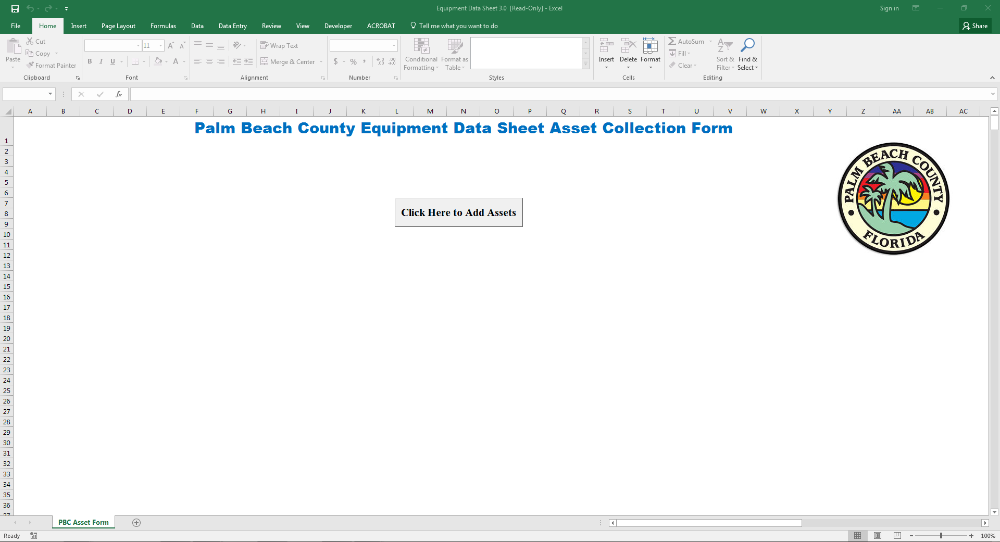 Equipment Data Sheet 3.0 [Read-Only] - Excel
Sign in
File Home Insert Page Layout Formulas Data Data Entry Review View Developer ACROBAT Tell me what you want to do Share
Paste
Cut
Copy
Format Painter
Clipboard
11
A A
B I U A
Font
Wrap Text
Merge & Center
Alignment
$ % ,
Number
Conditional Formatting
Format as Table
Styles
Insert Delete Format
Cells
AutoSum
Fill
Clear
Sort & Filter
Find & Select
Editing
fx
A B C D E F G H I J K L M N O P Q R S T U V W X Y Z AA AB AC
Palm Beach County Equipment Data Sheet Asset Collection Form
1
2
3
4
5
6
7
8
9
10
11
12
13
14
15
16
17
18
19
20
21
22
23
24
25
26
27
28
29
30
31
32
33
34
35
36
37
Click Here to Add Assets
PALM BEACH COUNTY
FLORIDA
PBC Asset Form
Ready
100%